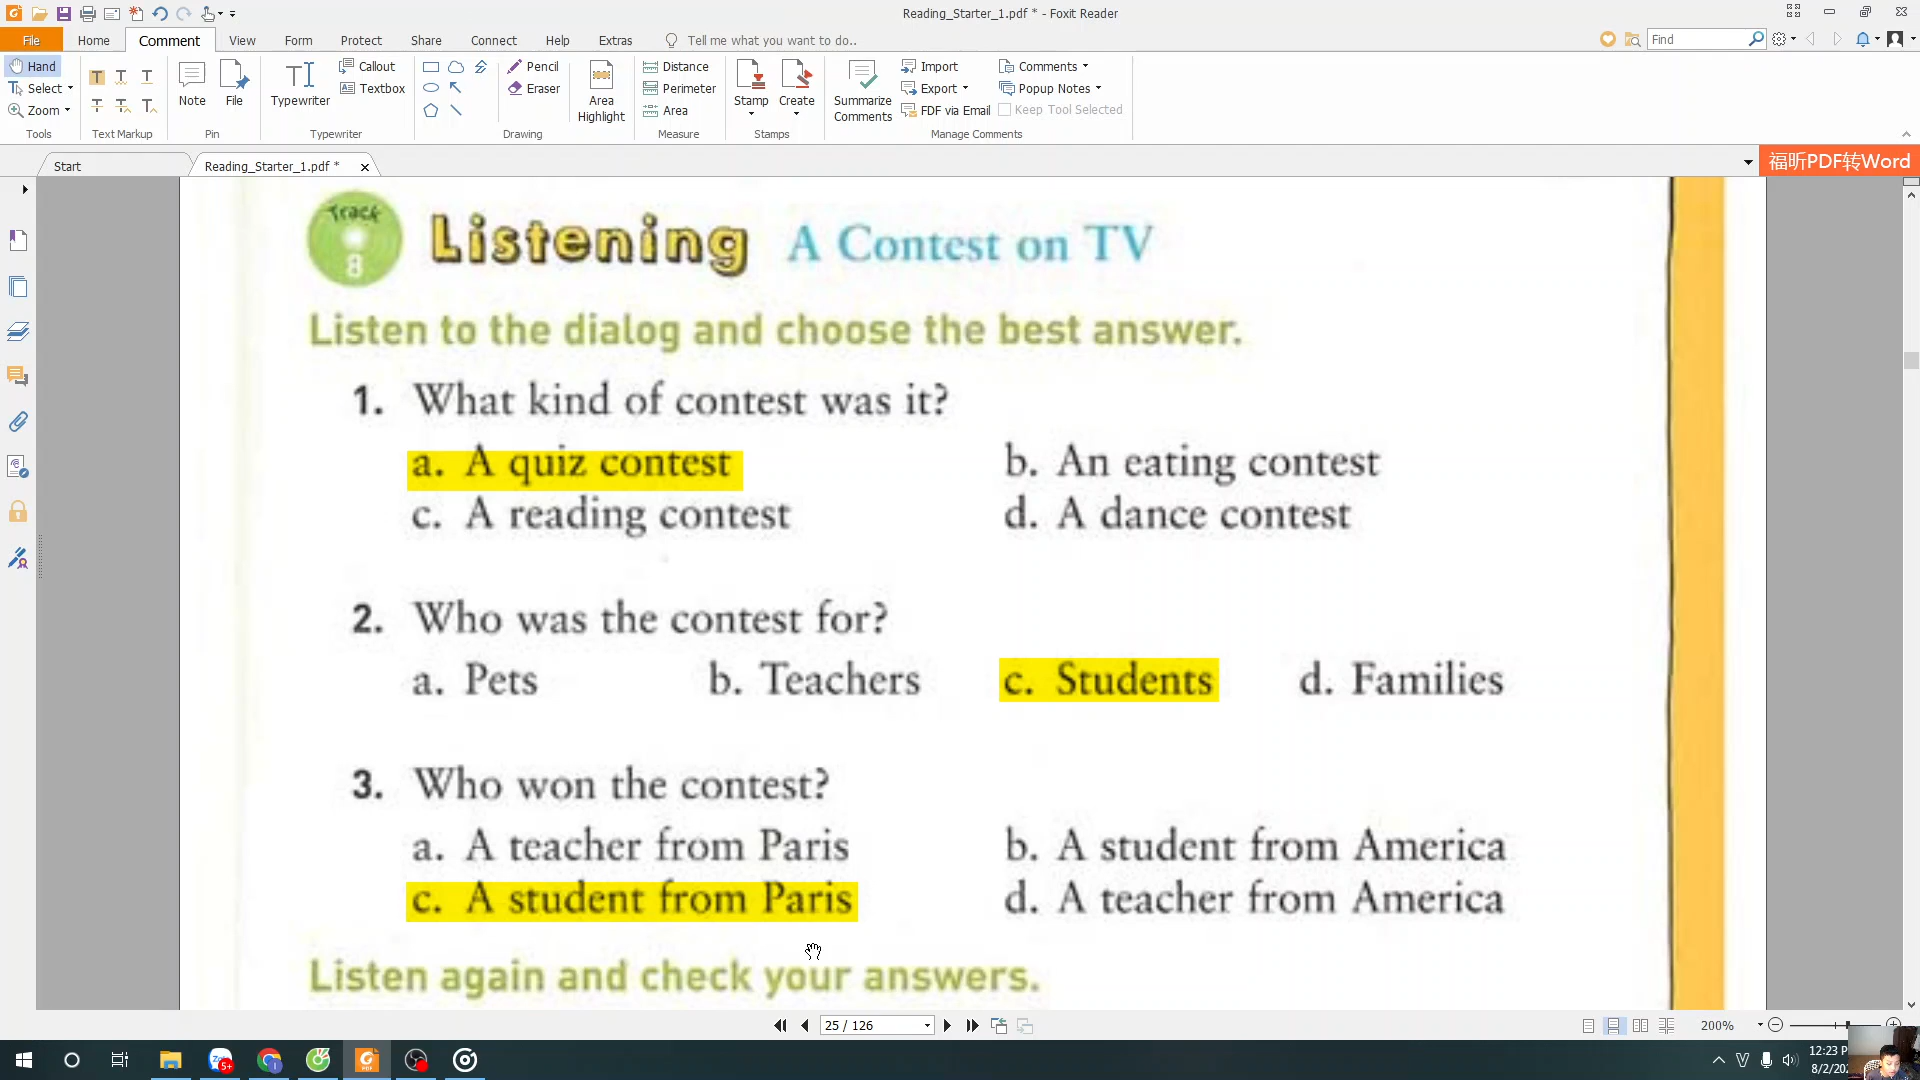 Reading_Starter_1.pdf * - Foxit Reader
File Home Comment View Form Protect Share Connect Help Extras Tell me what you want to do.. Find
Hand
Select
Zoom
Tools
Text Markup
Note
File
Pin
Typewriter
Callout
Textbox
Typewriter
Pencil
Eraser
Area Highlight
Drawing
Distance
Perimeter
Area
Measure
Stamp
Create
Stamps
Summarize Comments
Import
Export
FDF via Email
Comments
Popup Notes
Keep Tool Selected
Manage Comments
Start
Reading_Starter_1.pdf *
福昕PDF转Word
Track 8
Listening A Contest on TV
Listen to the dialog and choose the best answer.
1. What kind of contest was it?
a. A quiz contest b. An eating contest
c. A reading contest d. A dance contest
2. Who was the contest for?
a. Pets b. Teachers c. Students d. Families
3. Who won the contest?
a. A teacher from Paris b. A student from America
c. A student from Paris d. A teacher from America
Listen again and check your answers.
25 / 126
200%
5+
12:23 P
8/2/20